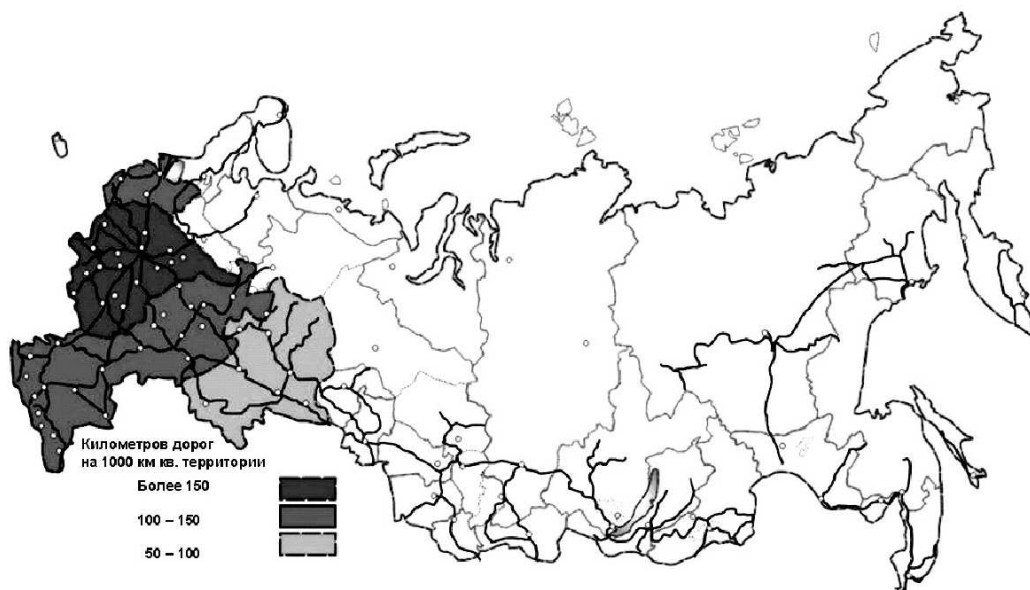 Километров дорог
на 1000 км кв. территории
Более 150
100 – 150
50 – 100